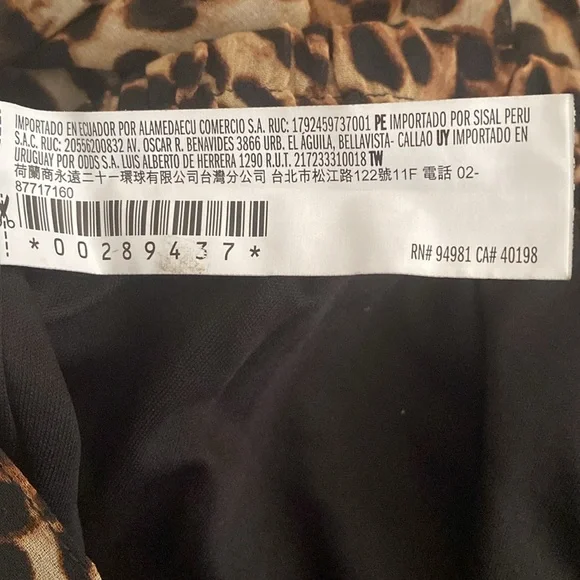 IMPORTADO EN ECUADOR POR ALAMEDAECU COMERCIO S.A. RUC: 1792459737001 PE IMPORTADO POR SISAL PERU
S.A.C. RUC: 20556200832 AV. OSCAR R. BENAVIDES 3866 URB. EL ÁGUILA, BELLAVISTA- CALLAO UY IMPORTADO EN
URUGUAY POR ODDS S.A. LUIS ALBERTO DE HERRERA 1290 R.U.T. 217233310018 TW
荷蘭商永遠二十一環球有限公司台灣分公司 台北市松江路122號11F 電話 02-
87717160
*00289437*
RN# 94981 CA# 40198